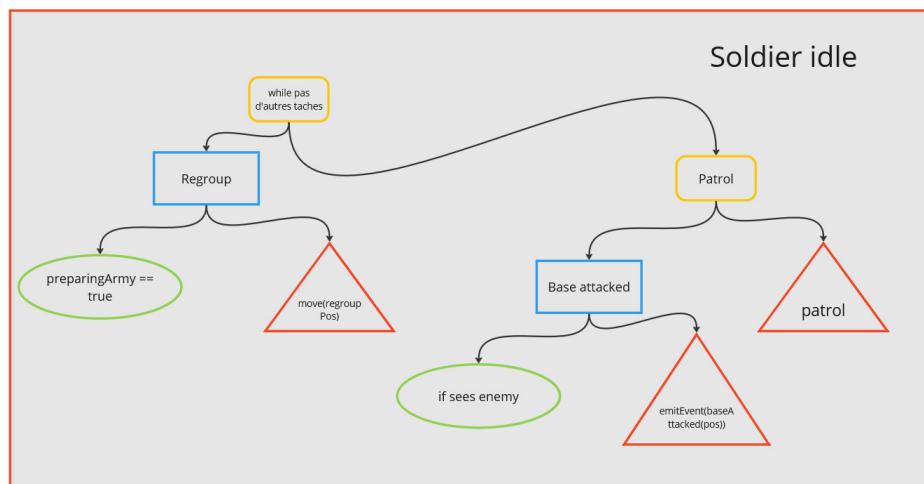 Soldier idle
while pas
d'autres taches
Regroup
Patrol
preparingArmy ==
true
move(regroup
Pos)
Base attacked
patrol
if sees enemy
emitEvent(baseA
ttacked(pos))